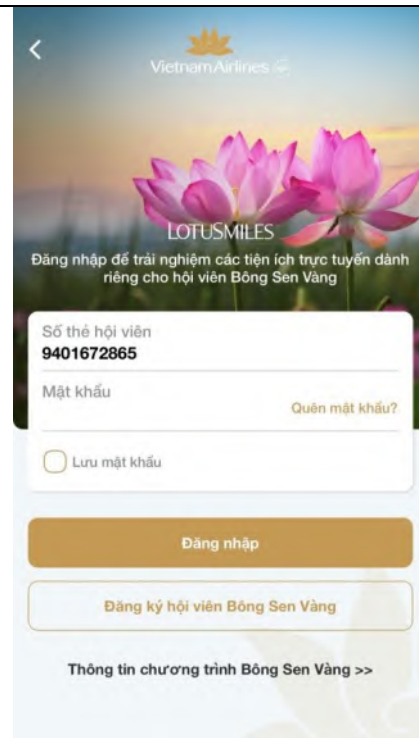 Vietnam Airlines
LOTUSMILES
Đăng nhập để trải nghiệm các tiện ích trực tuyến dành
riêng cho hội viên Bông Sen Vàng
Số thẻ hội viên
9401672865
Mật khẩu
Quên mật khẩu?
Lưu mật khẩu
Đăng nhập
Đăng ký hội viên Bông Sen Vàng
Thông tin chương trình Bông Sen Vàng >>